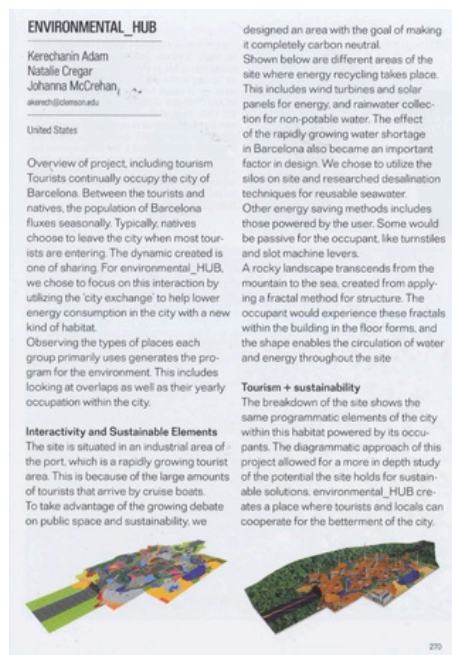 ENVIRONMENTAL_HUB
Kerechanin Adam
Natalie Cregar
Johanna McCrehan
akerech@clemson.edu
United States
Overview of project, including tourism
Tourists continually occupy the city of
Barcelona. Between the tourists and
natives, the population of Barcelona
fluxes seasonally. Typically, natives
choose to leave the city when most tour-
ists are entering. The dynamic created is
one of sharing. For environmental_HUB,
we chose to focus on this interaction by
utilizing the 'city exchange' to help lower
energy consumption in the city with a new
kind of habitat.
Observing the types of places each
group primarily uses generates the pro-
gram for the environment. This includes
looking at overlaps as well as their yearly
occupation within the city.
Interactivity and Sustainable Elements
The site is situated in an industrial area of
the port, which is a rapidly growing tourist
area. This is because of the large amounts
of tourists that arrive by cruise boats.
To take advantage of the growing debate
on public space and sustainability, we
designed an area with the goal of making
it completely carbon neutral.
Shown below are different areas of the
site where energy recycling takes place.
This includes wind turbines and solar
panels for energy, and rainwater collec-
tion for non-potable water. The effect
of the rapidly growing water shortage
in Barcelona also became an important
factor in design. We chose to utilize the
silos on site and researched desalination
techniques for reusable seawater.
Other energy saving methods includes
those powered by the user. Some would
be passive for the occupant, like turnstiles
and slot machine levers.
A rocky landscape transcends from the
mountain to the sea, created from apply-
ing a fractal method for structure. The
occupant would experience these fractals
within the building in the floor forms, and
the shape enables the circulation of water
and energy throughout the site
Tourism + sustainability
The breakdown of the site shows the
same programmatic elements of the city
within this habitat powered by its occu-
pants. The diagrammatic approach of this
project allowed for a more in depth study
of the potential the site holds for sustain-
able solutions. environmental_HUB cre-
ates a place where tourists and locals can
cooperate for the betterment of the city.
270